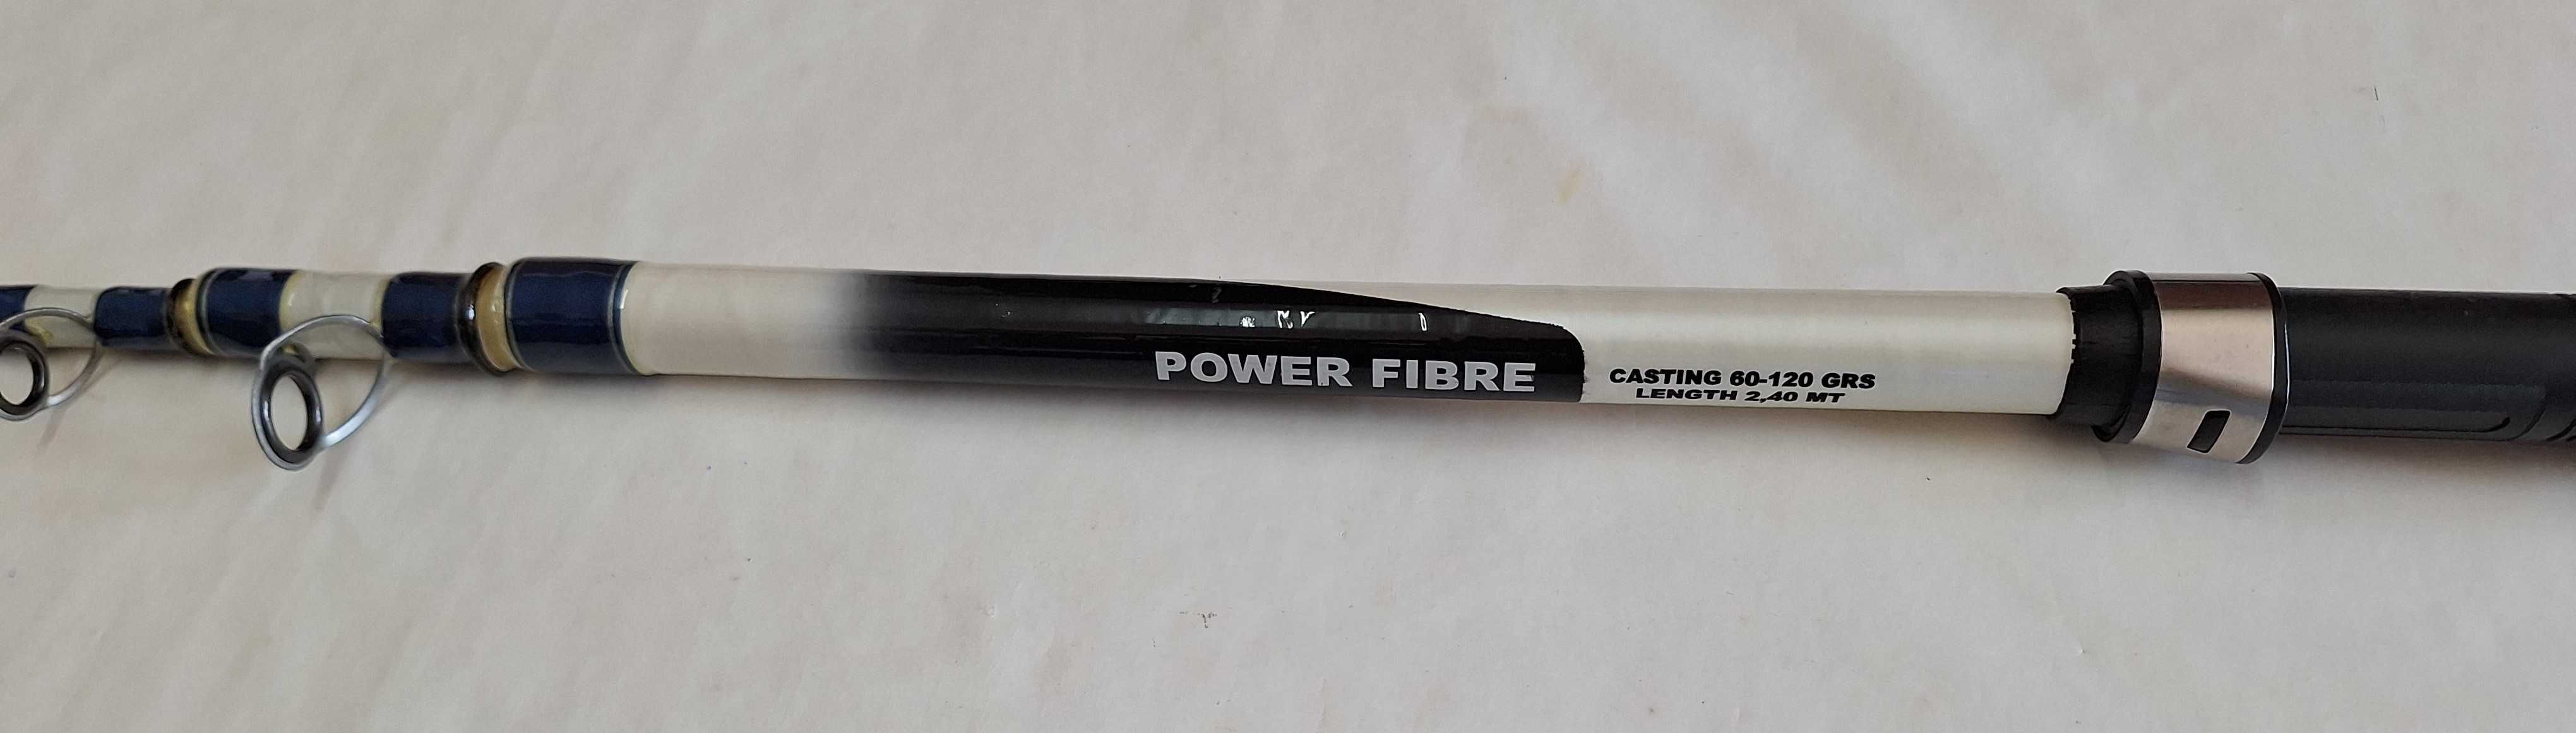 POWER FIBRE
CASTING 60-120 GRS
LENGTH 2,40 MT